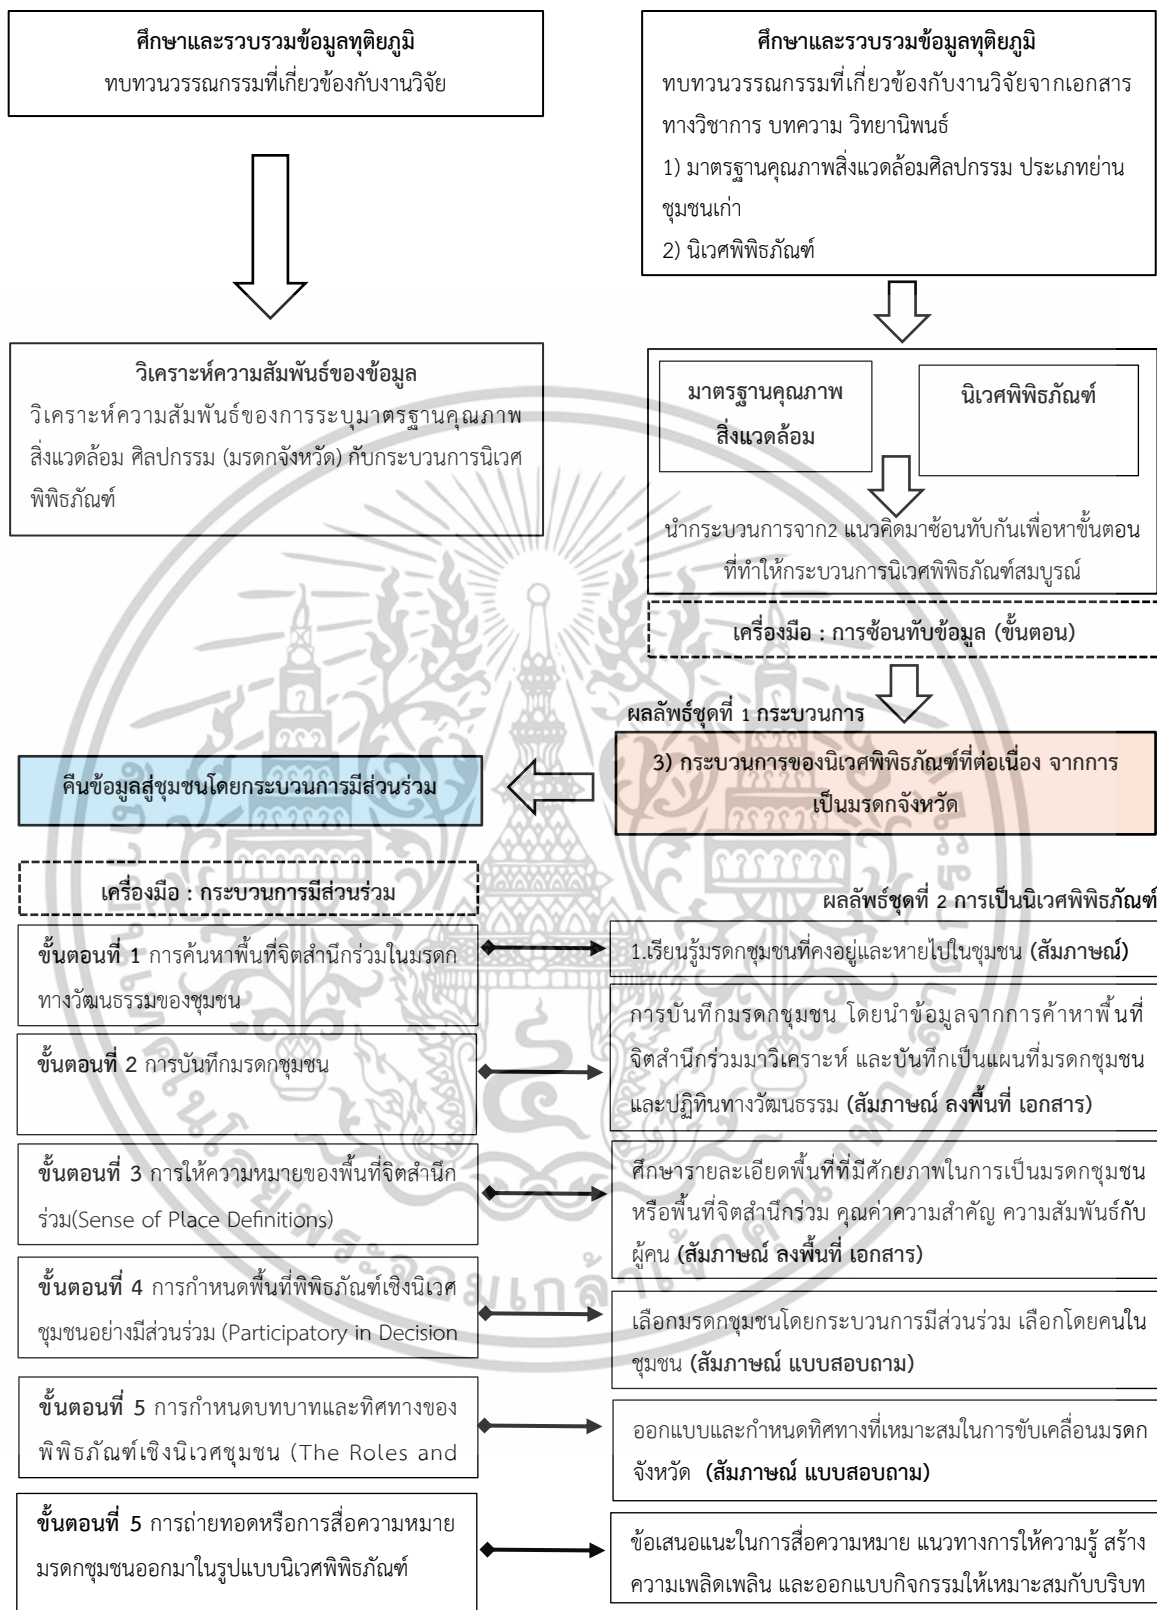 ศึกษาและรวบรวมข้อมูลทุติยภูมิ
ทบทวนวรรณกรรมที่เกี่ยวข้องกับงานวิจัย
ศึกษาและรวบรวมข้อมูลทุติยภูมิ
ทบทวนวรรณกรรมที่เกี่ยวข้องกับงานวิจัยจากเอกสาร
ทางวิชาการ บทความ วิทยานิพนธ์
1) มาตรฐานคุณภาพสิ่งแวดล้อมศิลปกรรม ประเภทย่าน
ชุมชนเก่า
2) นิเวศพิพิธภัณฑ์
วิเคราะห์ความสัมพันธ์ของข้อมูล
วิเคราะห์ความสัมพันธ์ของการระบุมาตรฐานคุณภาพ
สิ่งแวดล้อม ศิลปกรรม (มรดกจังหวัด) กับกระบวนการนิเวศ
พิพิธภัณฑ์
มาตรฐานคุณภาพ
สิ่งแวดล้อม
นิเวศพิพิธภัณฑ์
นำกระบวนการจาก2 แนวคิดมาซ้อนทับกันเพื่อหาขั้นตอน
ที่ทำให้กระบวนการนิเวศพิพิธภัณฑ์สมบูรณ์
เครื่องมือ : การซ้อนทับข้อมูล (ขั้นตอน)
ผลลัพธ์ชุดที่ 1 กระบวนการ
3) กระบวนการของนิเวศพิพิธภัณฑ์ที่ต่อเนื่อง จากการ
เป็นมรดกจังหวัด
คืนข้อมูลสู่ชุมชนโดยกระบวนการมีส่วนร่วม
เครื่องมือ : กระบวนการมีส่วนร่วม
ผลลัพธ์ชุดที่ 2 การเป็นนิเวศพิพิธภัณฑ์
ขั้นตอนที่ 1 การค้นหาพื้นที่จิตสำนึกร่วมในมรดก
ทางวัฒนธรรมของชุมชน
1.เรียนรู้มรดกชุมชนที่คงอยู่และหายไปในชุมชน (สัมภาษณ์)
ขั้นตอนที่ 2 การบันทึกมรดกชุมชน
การบันทึกมรดกชุมชน โดยนำข้อมูลจากการค้าหาพื้นที่
จิตสำนึกร่วมมาวิเคราะห์ และบันทึกเป็นแผนที่มรดกชุมชน
และปฏิทินทางวัฒนธรรม (สัมภาษณ์ ลงพื้นที่ เอกสาร)
ขั้นตอนที่ 3 การให้ความหมายของพื้นที่จิตสำนึก
ร่วม(Sense of Place Definitions)
ศึกษารายละเอียดพื้นที่ที่มีศักยภาพในการเป็นมรดกชุมชน
หรือพื้นที่จิตสำนึกร่วม คุณค่าความสำคัญ ความสัมพันธ์กับ
ผู้คน (สัมภาษณ์ ลงพื้นที่ เอกสาร)
ขั้นตอนที่ 4 การกำหนดพื้นที่พิพิธภัณฑ์เชิงนิเวศ
ชุมชนอย่างมีส่วนร่วม (Participatory in Decision
เลือกมรดกชุมชนโดยกระบวนการมีส่วนร่วม เลือกโดยคนใน
ชุมชน (สัมภาษณ์ แบบสอบถาม)
ขั้นตอนที่ 5 การกำหนดบทบาทและทิศทางของ
พิพิธภัณฑ์เชิงนิเวศชุมชน (The Roles and
ออกแบบและกำหนดทิศทางที่เหมาะสมในการขับเคลื่อนมรดก
จังหวัด (สัมภาษณ์ แบบสอบถาม)
ขั้นตอนที่ 5 การถ่ายทอดหรือการสื่อความหมาย
มรดกชุมชนออกมาในรูปแบบนิเวศพิพิธภัณฑ์
ข้อเสนอแนะในการสื่อความหมาย แนวทางการให้ความรู้ สร้าง
ความเพลิดเพลิน และออกแบบกิจกรรมให้เหมาะสมกับบริบท